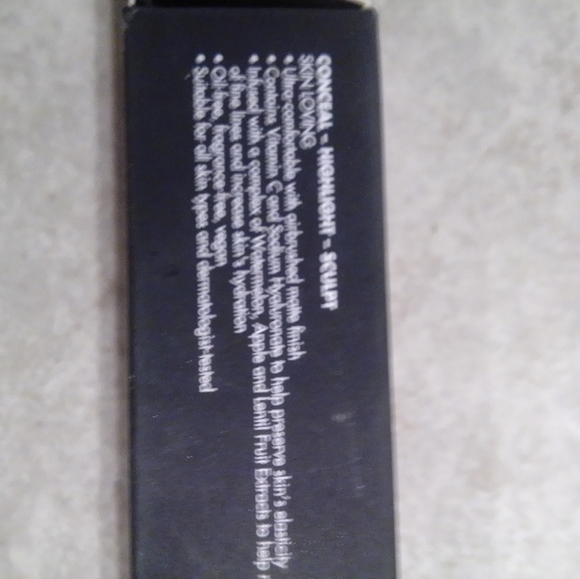 CONCEAL - HIGHLIGHT - SCULPT
SKIN LOVING
• Ultra-comfortable with airbrushed matte finish
• Contains Vitamin C and Sodium Hyaluronate to help preserve skin's elasticity
• Infused with a complex of Watermelon, Apple and Lentil Fruit Extracts to help
of fine lines and increase skin's hydration
• Oil-free, fragrance-free, vegan
• Suitable for all skin types and dermatologist-tested